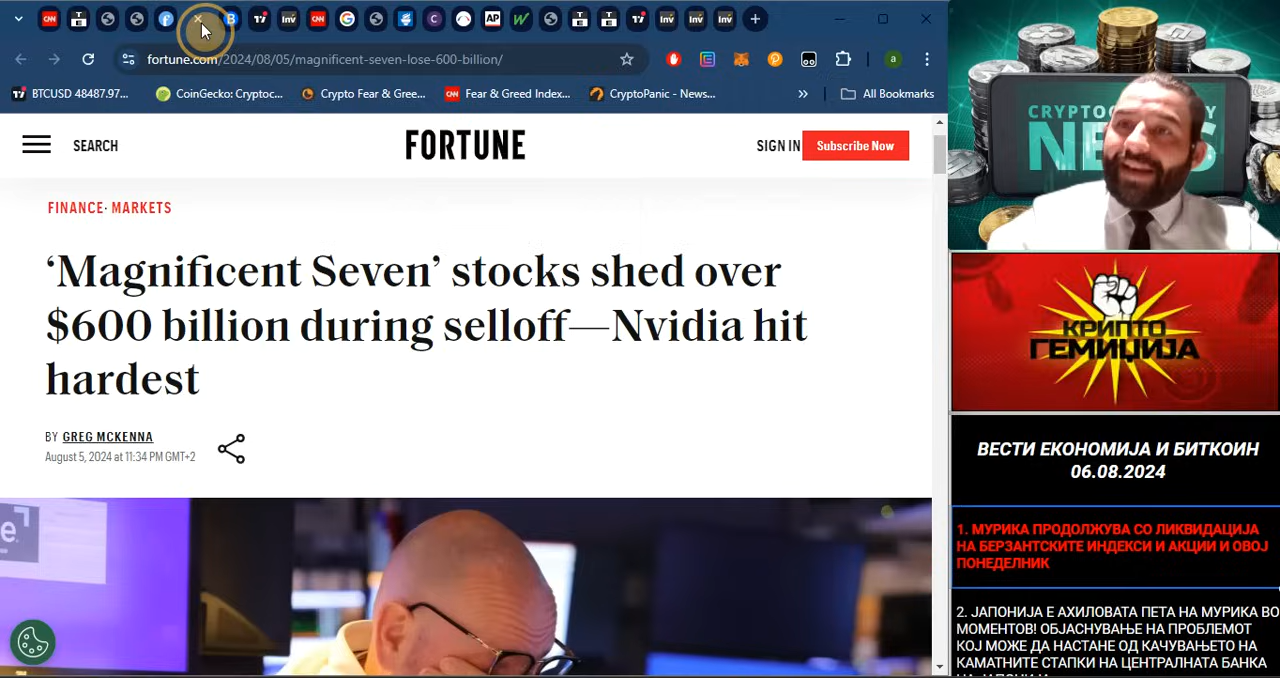 fortune.com/2024/08/05/magnificent-seven-lose-600-billion/
BTCUSD 48487.97...
CoinGecko: Cryptoc...
Crypto Fear & Gree...
Fear & Greed Index...
CryptoPanic - News...
All Bookmarks
SEARCH
FORTUNE
SIGN IN
Subscribe Now
FINANCE· MARKETS
‘Magnificent Seven’ stocks shed over
$600 billion during selloff—Nvidia hit
hardest
BY GREG MCKENNA
August 5, 2024 at 11:34 PM GMT+2
NEWS
КРИПТО
ГЕМИЏИЈА
ВЕСТИ ЕКОНОМИЈА И БИТКОИН
06.08.2024
1. МУРИКА ПРОДОЛЖУВА СО ЛИКВИДАЦИЈА
НА БЕРЗАНТСКИТЕ ИНДЕКСИ И АКЦИИ И ОВОЈ
ПОНЕДЕЛНИК
2. ЈАПОНИЈА Е АХИЛОВАТА ПЕТА НА МУРИКА ВО
МОМЕНТОВ! ОБЈАСНУВАЊЕ НА ПРОБЛЕМОТ
КОЈ МОЖЕ ДА НАСТАНЕ ОД КАЧУВАЊЕТО НА
КАМАТНИТЕ СТАПКИ НА ЦЕНТРАЛНАТА БАНКА